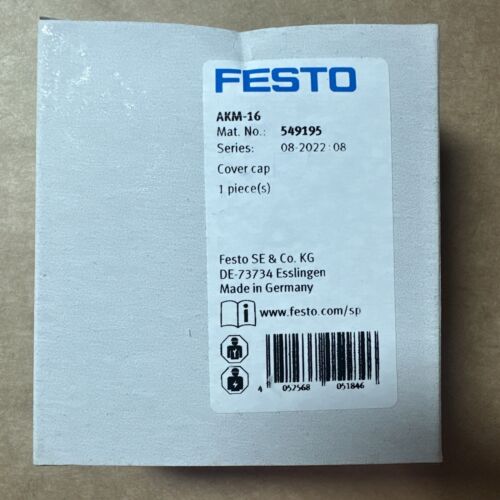 FESTO
AKM-16
Mat. No.: 549195
Series: 08-2022:08
Cover cap
1 piece(s)
Festo SE & Co. KG
DE-73734 Esslingen
Made in Germany
i www.festo.com/sp
4 052568 051846